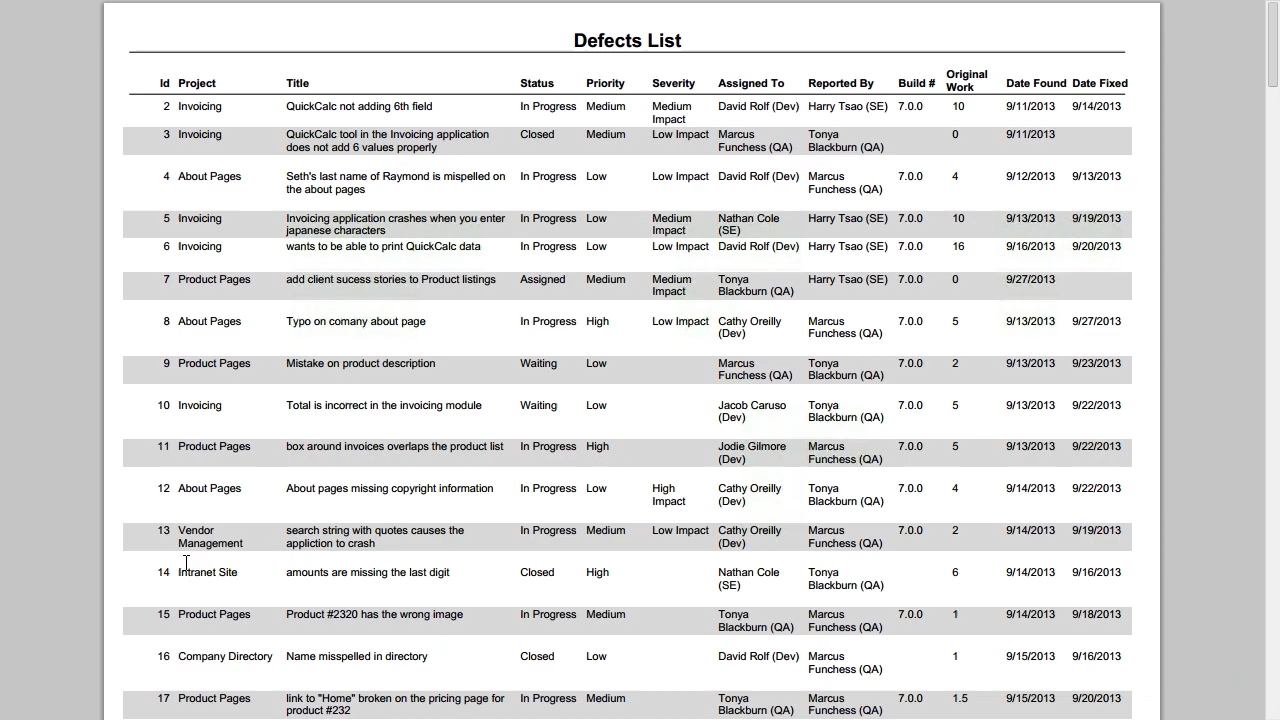 Defects List
Id Project Title Status Priority Severity Assigned To Reported By Build # Original Work Date Found Date Fixed
2 Invoicing QuickCalc not adding 6th field In Progress Medium Medium Impact David Rolf (Dev) Harry Tsao (SE) 7.0.0 10 9/11/2013 9/14/2013
3 Invoicing QuickCalc tool in the Invoicing application does not add 6 values properly Closed Medium Low Impact Marcus Funchess (QA) Tonya Blackburn (QA) 0 9/11/2013
4 About Pages Seth's last name of Raymond is mispelled on the about pages In Progress Low Low Impact David Rolf (Dev) Marcus Funchess (QA) 7.0.0 4 9/12/2013 9/13/2013
5 Invoicing Invoicing application crashes when you enter japanese characters In Progress Low Medium Impact Nathan Cole (SE) Harry Tsao (SE) 7.0.0 10 9/13/2013 9/19/2013
6 Invoicing wants to be able to print QuickCalc data In Progress Low Low Impact David Rolf (Dev) Harry Tsao (SE) 7.0.0 16 9/16/2013 9/20/2013
7 Product Pages add client sucess stories to Product listings Assigned Medium Medium Impact Tonya Blackburn (QA) Harry Tsao (SE) 7.0.0 0 9/27/2013
8 About Pages Typo on comany about page In Progress High Low Impact Cathy Oreilly (Dev) Marcus Funchess (QA) 7.0.0 5 9/13/2013 9/27/2013
9 Product Pages Mistake on product description Waiting Low Marcus Funchess (QA) Tonya Blackburn (QA) 7.0.0 2 9/13/2013 9/23/2013
10 Invoicing Total is incorrect in the invoicing module Waiting Low Jacob Caruso (Dev) Tonya Blackburn (QA) 7.0.0 5 9/13/2013 9/22/2013
11 Product Pages box around invoices overlaps the product list In Progress High Jodie Gilmore (Dev) Marcus Funchess (QA) 7.0.0 5 9/13/2013 9/22/2013
12 About Pages About pages missing copyright information In Progress Low High Impact Cathy Oreilly (Dev) Tonya Blackburn (QA) 7.0.0 4 9/14/2013 9/22/2013
13 Vendor Management search string with quotes causes the appliction to crash In Progress Medium Low Impact Cathy Oreilly (Dev) Marcus Funchess (QA) 7.0.0 2 9/14/2013 9/19/2013
14 Intranet Site amounts are missing the last digit Closed High Nathan Cole (SE) Tonya Blackburn (QA) 6 9/14/2013 9/16/2013
15 Product Pages Product #2320 has the wrong image In Progress Medium Tonya Blackburn (QA) Marcus Funchess (QA) 7.0.0 1 9/14/2013 9/18/2013
16 Company Directory Name misspelled in directory Closed Low David Rolf (Dev) Marcus Funchess (QA) 1 9/15/2013 9/16/2013
17 Product Pages link to "Home" broken on the pricing page for product #232 In Progress Medium Tonya Blackburn (QA) Marcus Funchess (QA) 7.0.0 1.5 9/15/2013 9/20/2013